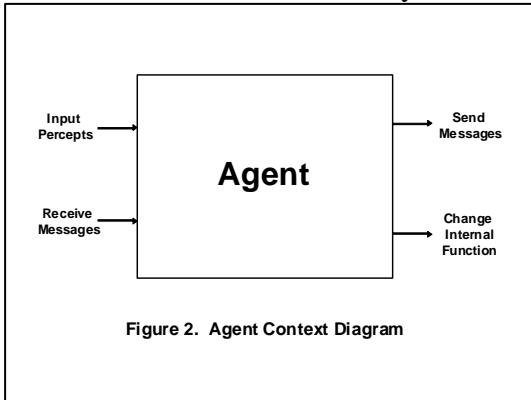 Input
Percepts
Send
Messages
Agent
Receive
Messages
Change
Internal
Function
Figure 2.  Agent Context Diagram